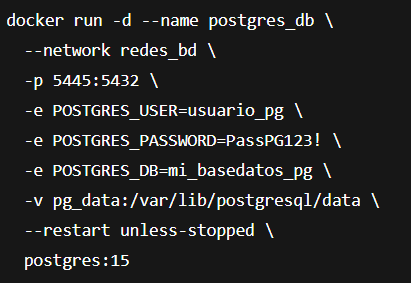 docker run -d --name postgres_db \
--network redes_bd \
-p 5445:5432 \
-e POSTGRES_USER=usuario_pg \
-e POSTGRES_PASSWORD=PassPG123! \
-e POSTGRES_DB=mi_basedatos_pg \
-v pg_data:/var/lib/postgresql/data \
--restart unless-stopped \
postgres:15